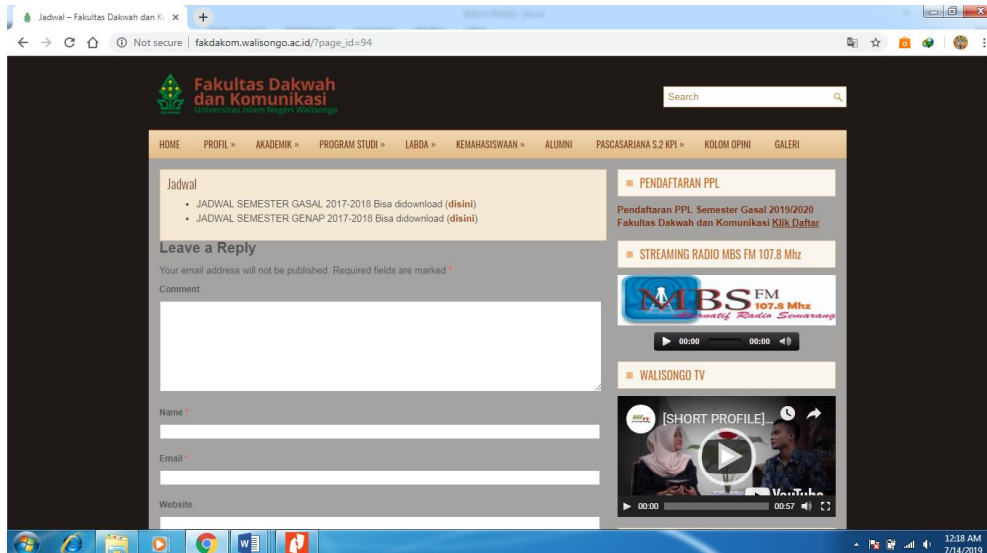 Jadwal – Fakultas Dakwah dan Ko
Not secure | fakdakom.walisongo.ac.id/?page_id=94
Fakultas Dakwah
dan Komunikasi
Universitas Islam Negeri Walisongo
Search
HOME PROFIL » AKADEMIK » PROGRAM STUDI » LABDA » KEMAHASISWAAN » ALUMNI PASCASARJANA S.2 KPI » KOLOM OPINI GALERI
Jadwal
• JADWAL SEMESTER GASAL 2017-2018 Bisa didownload (disini)
• JADWAL SEMESTER GENAP 2017-2018 Bisa didownload (disini)
Leave a Reply
Your email address will not be published. Required fields are marked *
Comment
Name *
Email *
Website
PENDAFTARAN PPL
Pendaftaran PPL Semester Gasal 2019/2020
Fakultas Dakwah dan Komunikasi Klik Daftar
STREAMING RADIO MBS FM 107.8 Mhz
MBS FM
107.8 Mhz
Radio Semarang
00:00 00:00
WALISONGO TV
[SHORT PROFILE]...
YouTube
00:00 00:57
12:18 AM
7/14/2019